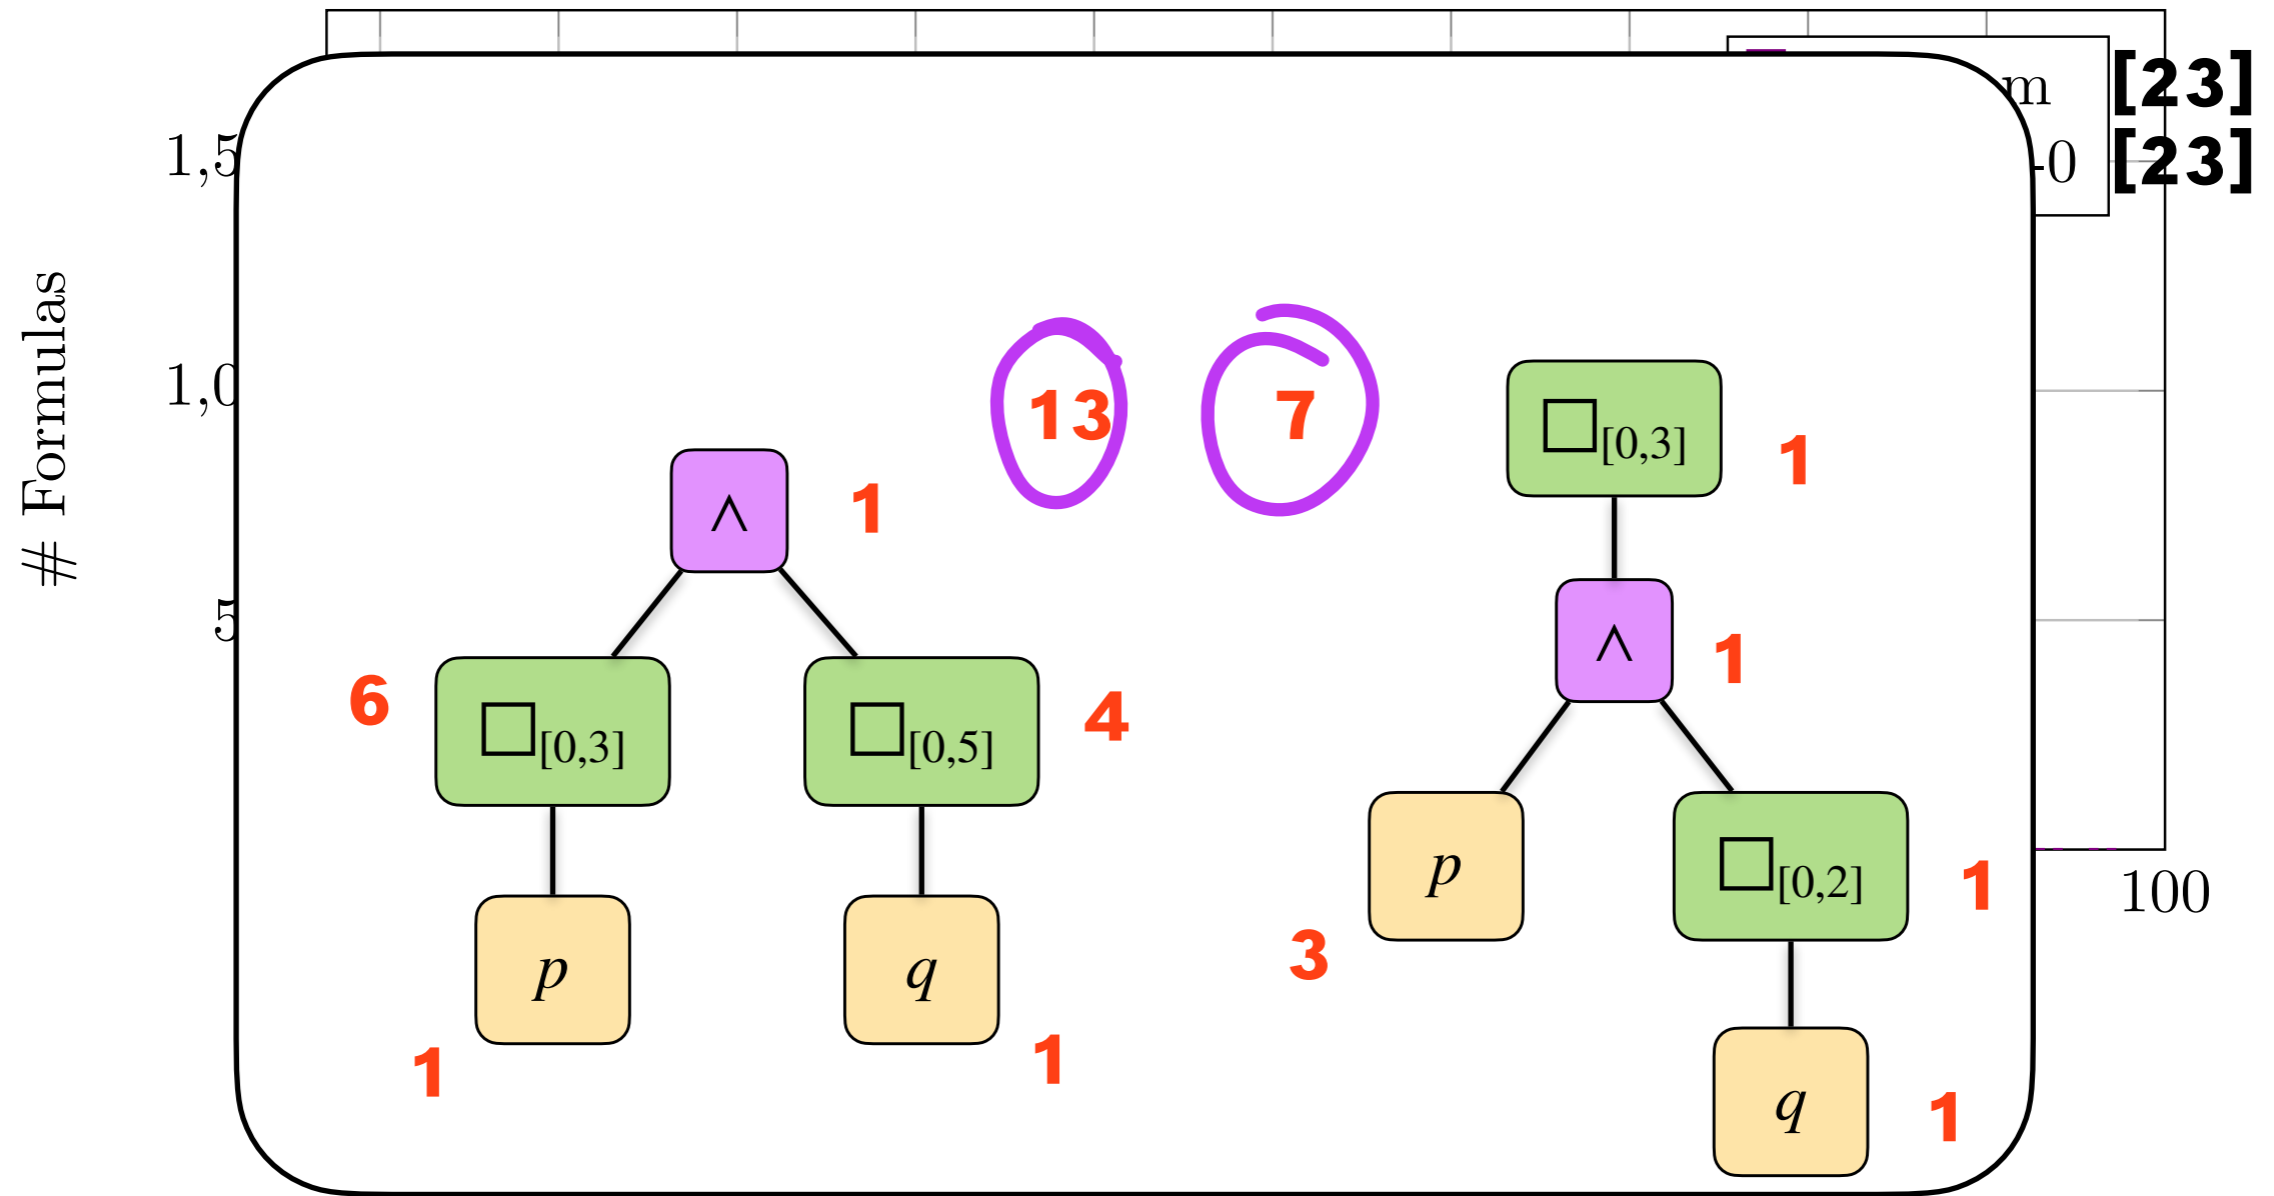 m [23]
-0 [23]
1,5
1,0
5
# Formulas
100
13 7
□[0,3] 1
∧ 1
∧ 1
6 □[0,3] □[0,5] 4
p □[0,2] 1
3
p q
1 1
q 1